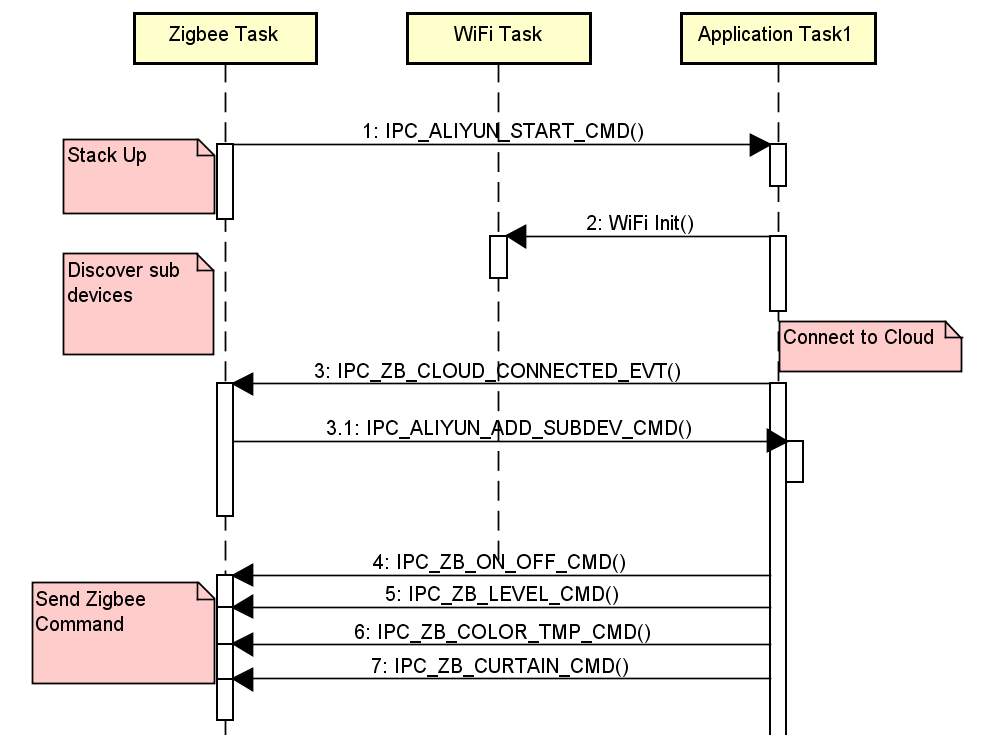 Zigbee Task
WiFi Task
Application Task1
1: IPC_ALIYUN_START_CMD()
Stack Up
2: WiFi Init()
Discover sub
devices
Connect to Cloud
3: IPC_ZB_CLOUD_CONNECTED_EVT()
3.1: IPC_ALIYUN_ADD_SUBDEV_CMD()
4: IPC_ZB_ON_OFF_CMD()
5: IPC_ZB_LEVEL_CMD()
Send Zigbee
Command
6: IPC_ZB_COLOR_TMP_CMD()
7: IPC_ZB_CURTAIN_CMD()